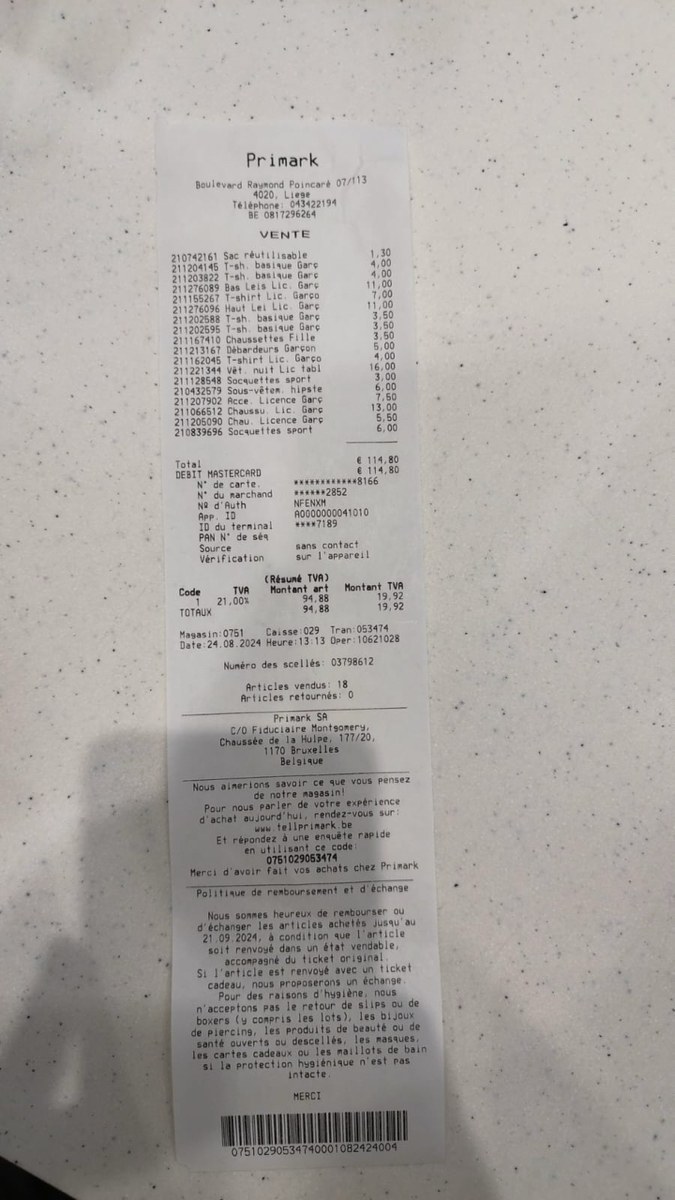 Primark
Boulevard Raymond Poincaré 07/113
4020, Liege
Téléphone: 043422194
BE 0817296264
VENTE
210742161 Sac réutilisable 1,30
211204145 T-sh. basique Garç 4,00
211203822 T-sh. basique Garç 4,00
211276089 Bas Leis Lic. Garç 11,00
211155267 T-shirt Lic. Garço 7,00
211276096 Haut Lei Lic. Garç 11,00
211202588 T-sh. basique Garç 3,50
211202595 T-sh. basique Garç 3,50
211167410 Chaussettes Fille 3,50
211213167 Débardeurs Garçon 5,00
211162045 T-shirt Lic. Garço 4,00
211221344 Vêt. nuit Lic tabl 16,00
211128548 Socquettes sport 3,00
210432579 Sous-vêtem. hipste 6,00
211207902 Acce. Licence Garç 7,50
211066512 Chaussu. Lic. Garç 13,00
211205090 Chau. Licence Garç 5,50
210839696 Socquettes sport 6,00
Total € 114,80
DEBIT MASTERCARD € 114,80
N° de carte. ************8166
N° du marchand ******2852
Nº d'Auth NFENXM
App. ID A0000000041010
ID du terminal ****7189
PAN N° de séq
Source sans contact
Vérification sur l'appareil
(Résumé TVA)
Code TVA Montant art Montant TVA
1 21,00% 94,88 19,92
TOTAUX 94,88 19,92
Magasin:0751 Caisse:029 Tran:053474
Date:24.08.2024 Heure:13:13 Oper:10621028
Numéro des scellés: 03798612
Articles vendus: 18
Articles retournés: 0
Primark SA
C/O Fiduciaire Montgomery,
Chaussée de la Hulpe, 177/20,
1170 Bruxelles
Belgique
Nous aimerions savoir ce que vous pensez
de notre magasin!
Pour nous parler de votre expérience
d'achat aujourd'hui, rendez-vous sur:
www.tellprimark.be
Et répondez à une enquête rapide
en utilisant ce code:
0751029053474
Merci d'avoir fait vos achats chez Primark
Politique de remboursement et d'échange
Nous sommes heureux de rembourser ou
d'échanger les articles achetés jusqu'au
21.09.2024, à condition que l'article
soit renvoyé dans un état vendable,
accompagné du ticket original.
Si l'article est renvoyé avec un ticket
cadeau, nous proposerons un échange.
Pour des raisons d'hygiène, nous
n'acceptons pas le retour de slips ou de
boxers (y compris les lots), les bijoux
de piercing, les produits de beauté ou de
santé ouverts ou descellés, les masques,
les cartes cadeaux ou les maillots de bain
si la protection hygiénique n'est pas
intacte.
MERCI
07510290534740001082424004